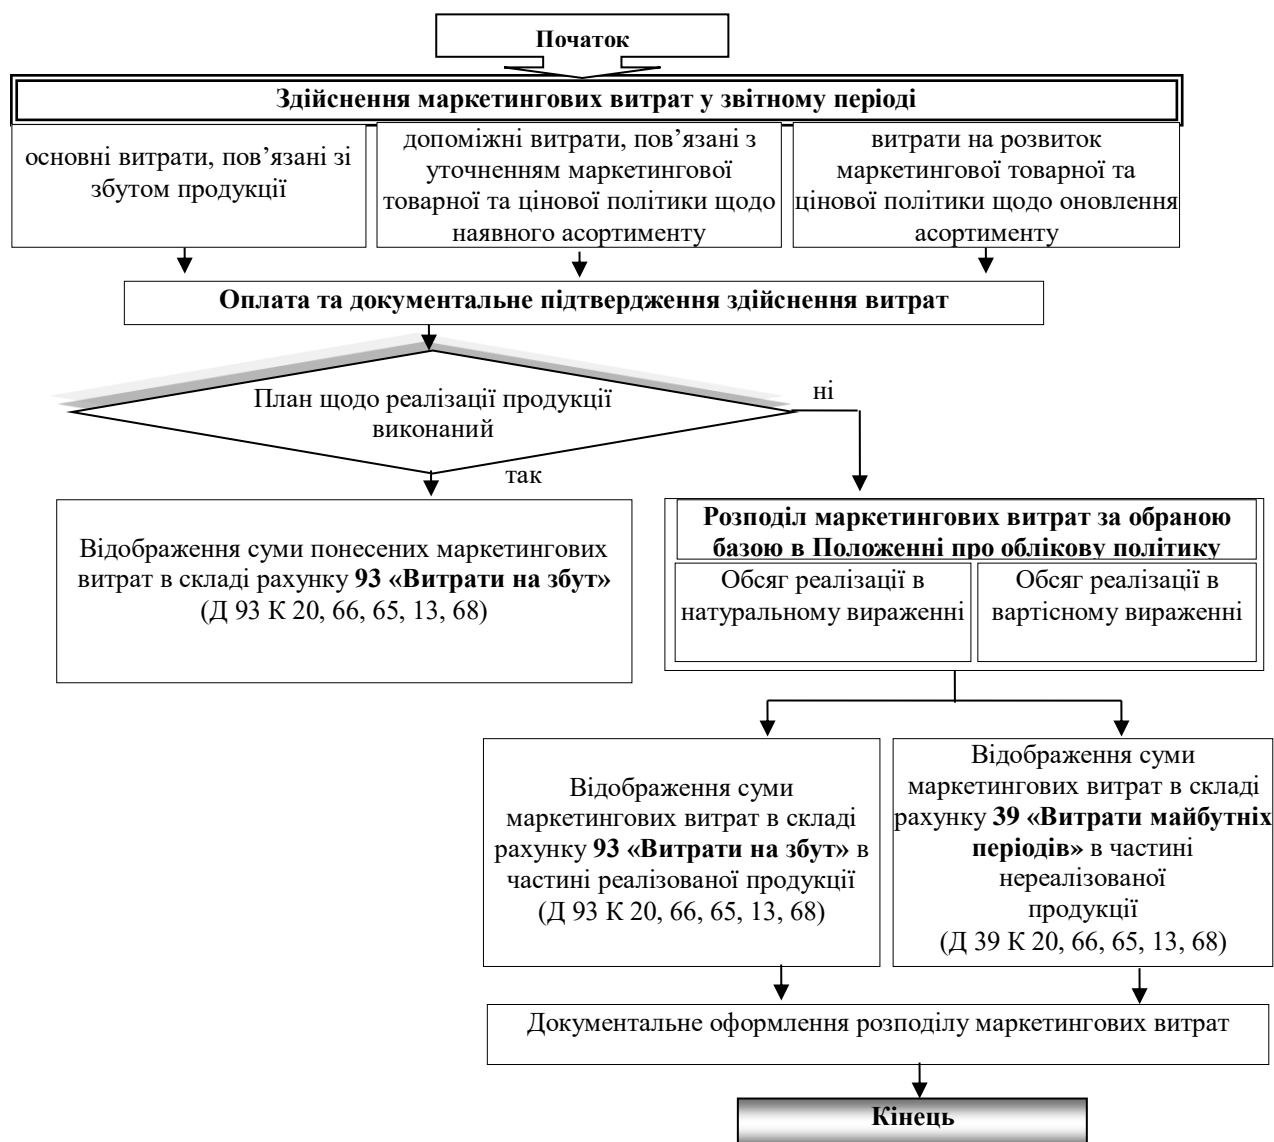 Початок
Здійснення маркетингових витрат у звітному періоді
основні витрати, пов’язані зі
збутом продукції
допоміжні витрати, пов’язані з
уточненням маркетингової
товарної та цінової політики щодо
наявного асортименту
витрати на розвиток
маркетингової товарної та
цінової політики щодо оновлення
асортименту
Оплата та документальне підтвердження здійснення витрат
План щодо реалізації продукції
виконаний
ні
так
Відображення суми понесених маркетингових
витрат в складі рахунку 93 «Витрати на збут»
(Д 93 К 20, 66, 65, 13, 68)
Розподіл маркетингових витрат за обраною
базою в Положенні про облікову політику
Обсяг реалізації в
натуральному вираженні
Обсяг реалізації в
вартісному вираженні
Відображення суми
маркетингових витрат в складі
рахунку 93 «Витрати на збут» в
частині реалізованої продукції
(Д 93 К 20, 66, 65, 13, 68)
Відображення суми
маркетингових витрат в складі
рахунку 39 «Витрати майбутніх
періодів» в частині
нереалізованої
продукції
(Д 39 К 20, 66, 65, 13, 68)
Документальне оформлення розподілу маркетингових витрат
Кінець